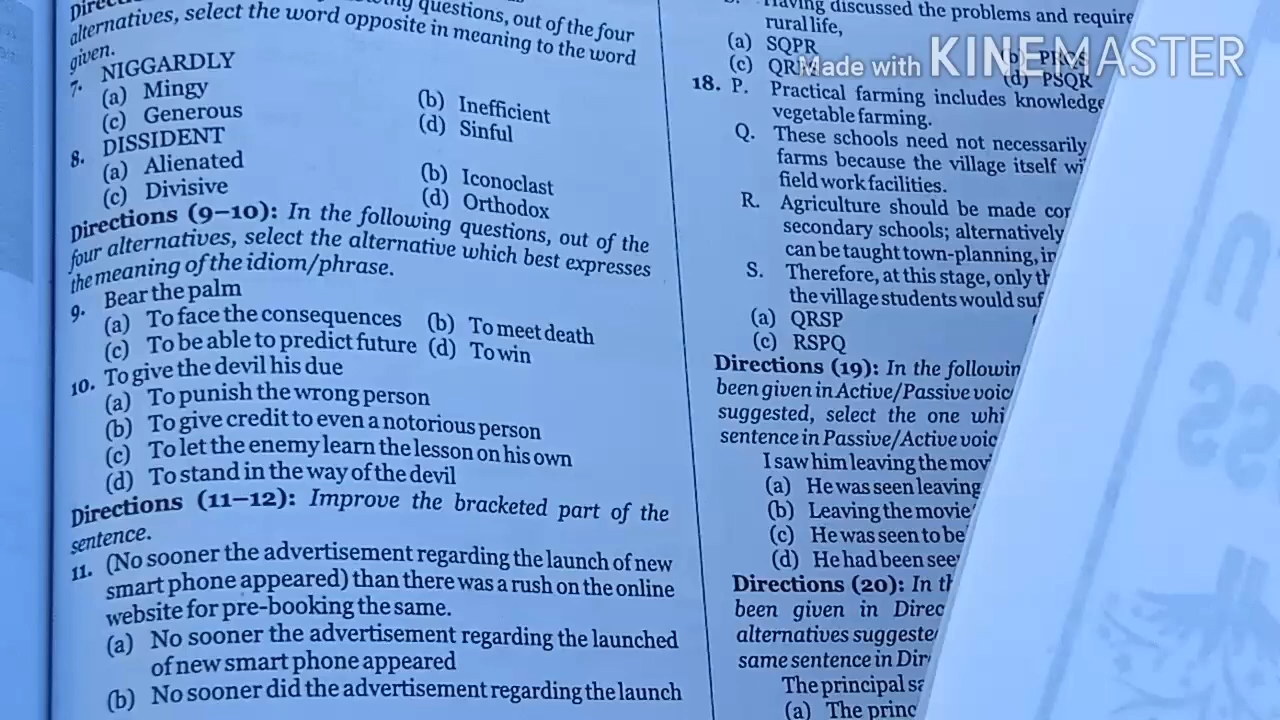 questions, out of the four
alternatives, select the word opposite in meaning to the word
given.
7. NIGGARDLY
(a) Mingy
(b) Inefficient
(c) Generous
(d) Sinful
8. DISSIDENT
(a) Alienated
(b) Iconoclast
(c) Divisive
(d) Orthodox
Directions (9–10): In the following questions, out of the
four alternatives, select the alternative which best expresses
the meaning of the idiom/phrase.
9. Bear the palm
(a) To face the consequences (b) To meet death
(c) To be able to predict future (d) To win
10. To give the devil his due
(a) To punish the wrong person
(b) To give credit to even a notorious person
(c) To let the enemy learn the lesson on his own
(d) To stand in the way of the devil
Directions (11–12): Improve the bracketed part of the
sentence.
11. (No sooner the advertisement regarding the launch of new
smart phone appeared) than there was a rush on the online
website for pre-booking the same.
(a) No sooner the advertisement regarding the launched
of new smart phone appeared
(b) No sooner did the advertisement regarding the launch
discussed the problems and require
rural life,
(a) SQPR
(d) PSQR
Made with KINEMASTER
18. P. Practical farming includes knowledge
vegetable farming.
Q. These schools need not necessarily
farms because the village itself
field work facilities.
R. Agriculture should be made
secondary schools; alternatively
can be taught town-planning,
S. Therefore, at this stage, only
the village students would
(a) QRSP
(c) RSPQ
Directions (19): In the
been given in Active/Passive
suggested, select the one
sentence in Passive/Active
I saw him leaving the
(a) He was seen leaving
(b) Leaving the movie
(c) He was seen to be
(d) He had been
Directions (20): In
been given in
alternatives
same sentence in
The principal
(a) The